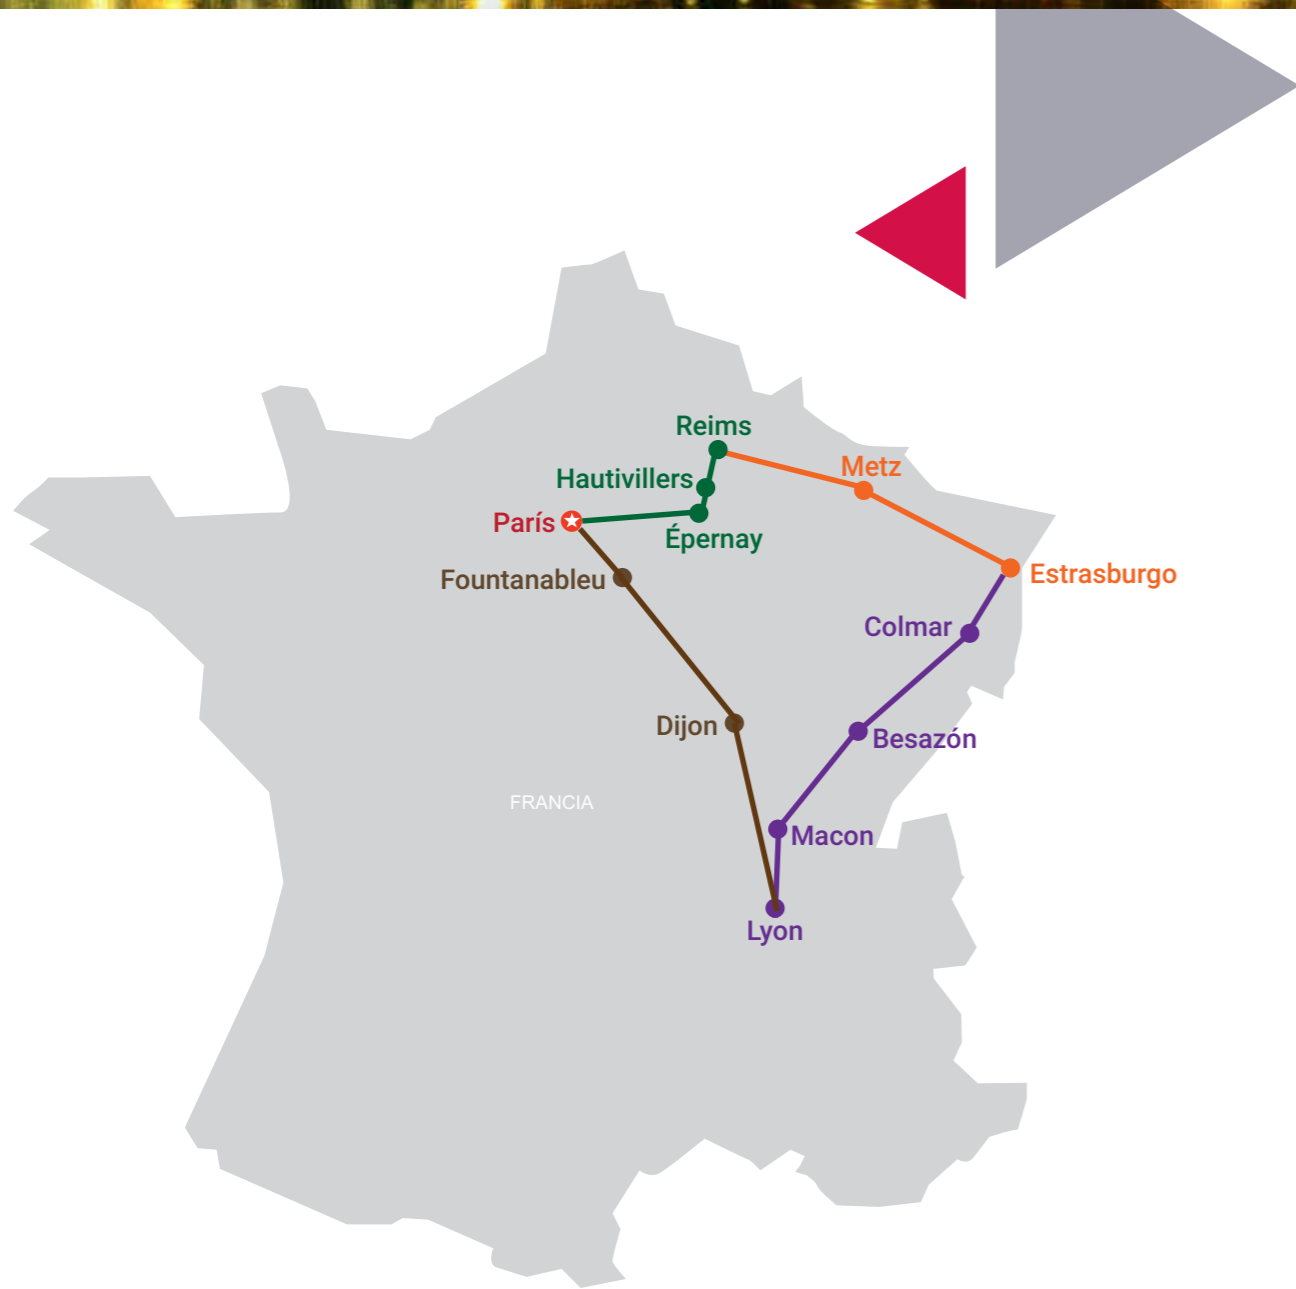 Reims
Metz
Hautivillers
París
Épernay
Estrasburgo
Fountanableu
Colmar
Dijon
Besazón
FRANCIA
Macon
Lyon